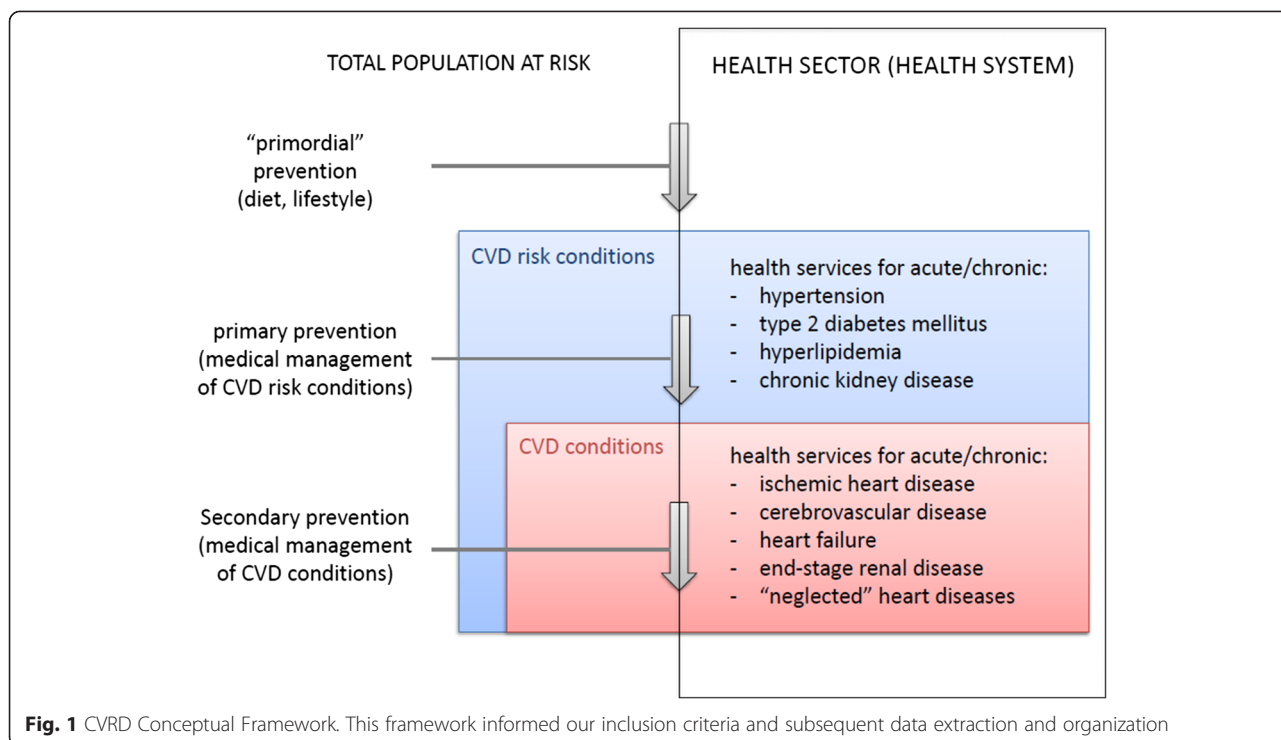 TOTAL POPULATION AT RISK
HEALTH SECTOR (HEALTH SYSTEM)
“primordial”
prevention
(diet, lifestyle)
CVD risk conditions
health services for acute/chronic:
- hypertension
- type 2 diabetes mellitus
- hyperlipidemia
- chronic kidney disease
primary prevention
(medical management
of CVD risk conditions)
CVD conditions
health services for acute/chronic:
- ischemic heart disease
- cerebrovascular disease
- heart failure
- end-stage renal disease
- “neglected” heart diseases
Secondary prevention
(medical management
of CVD conditions)
Fig. 1 CVRD Conceptual Framework. This framework informed our inclusion criteria and subsequent data extraction and organization